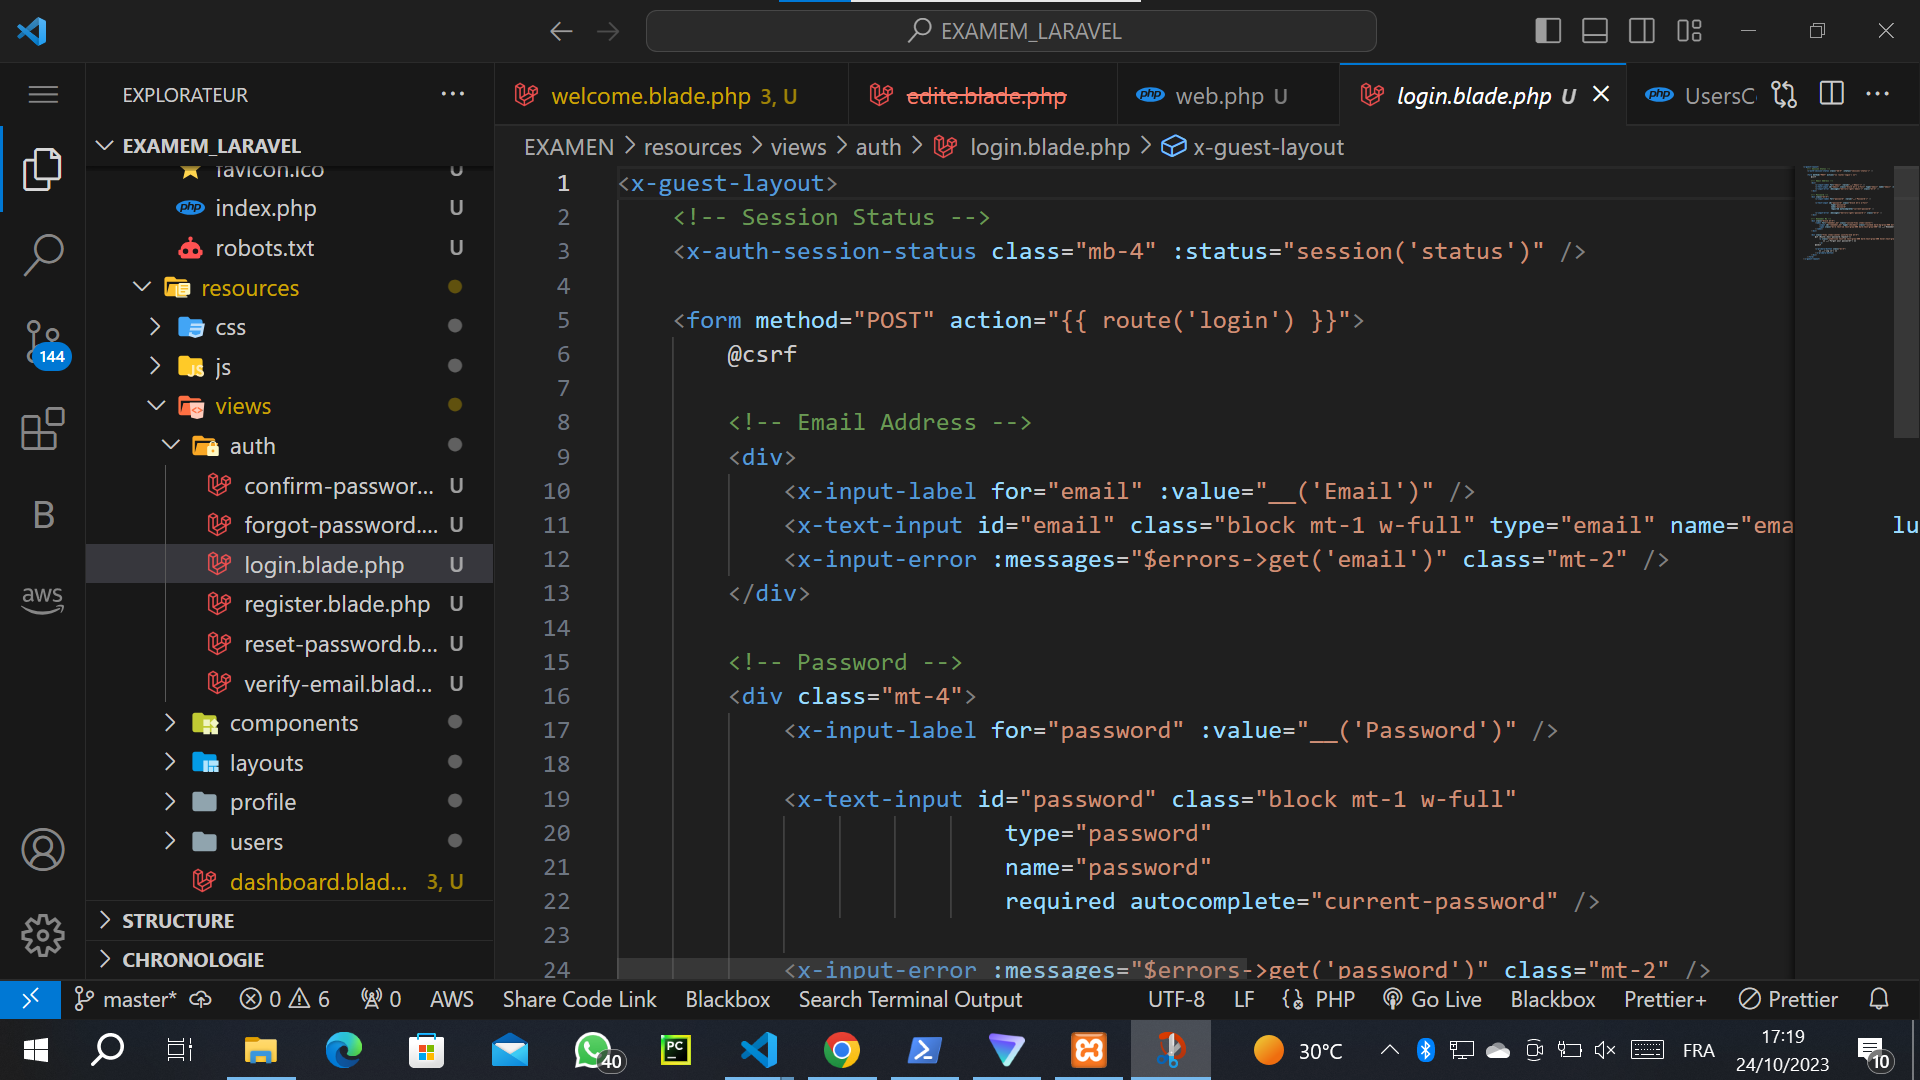 EXAMEM_LARAVEL
EXPLORATEUR
welcome.blade.php 3, U
edite.blade.php
web.php U
login.blade.php U
UsersC
EXAMEM_LARAVEL
EXAMEN > resources > views > auth > login.blade.php > x-guest-layout
favicon.ico U
index.php U
robots.txt U
resources
css
js
views
auth
confirm-passwor... U
forgot-password.... U
login.blade.php U
register.blade.php U
reset-password.b... U
verify-email.blad... U
components
layouts
profile
users
dashboard.blad... 3, U
STRUCTURE
CHRONOLOGIE
144
B
aws
1 <x-guest-layout>
2 <!-- Session Status -->
3 <x-auth-session-status class="mb-4" :status="session('status')" />
4
5 <form method="POST" action="{{ route('login') }}">
6 @csrf
7
8 <!-- Email Address -->
9 <div>
10 <x-input-label for="email" :value="__('Email')" />
11 <x-text-input id="email" class="block mt-1 w-full" type="email" name="ema lu
12 <x-input-error :messages="$errors->get('email')" class="mt-2" />
13 </div>
14
15 <!-- Password -->
16 <div class="mt-4">
17 <x-input-label for="password" :value="__('Password')" />
18
19 <x-text-input id="password" class="block mt-1 w-full"
20 type="password"
21 name="password"
22 required autocomplete="current-password" />
23
24 <x-input-error :messages="$errors->get('password')" class="mt-2" />
master* 0 6 0 AWS Share Code Link Blackbox Search Terminal Output UTF-8 LF PHP Go Live Blackbox Prettier+ Prettier
40
PC
30°C
FRA
17:19
24/10/2023
10